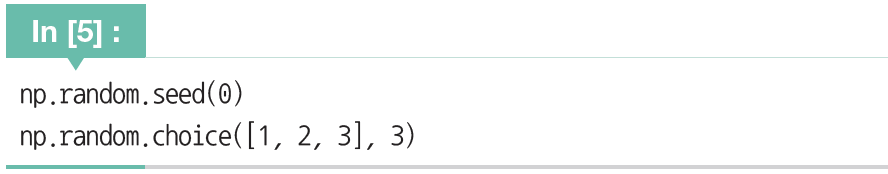 In [5] :
np.random.seed(0)
np.random.choice([1, 2, 3], 3)